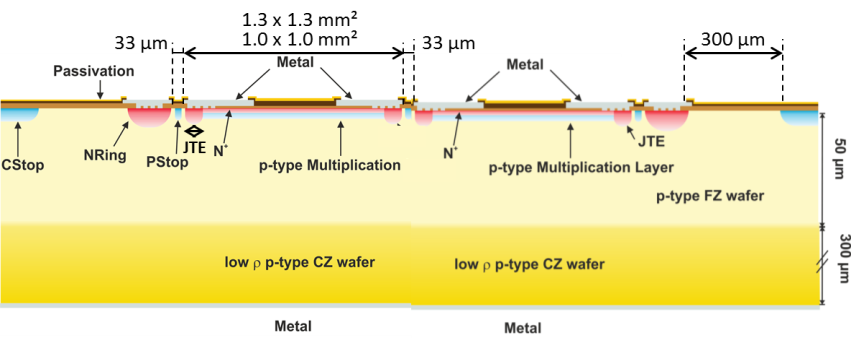 1.3 x 1.3 mm²
33 µm
1.0 x 1.0 mm²
33 µm
300 µm
Passivation
Metal
Metal
CStop
NRing
PStop
JTE
N⁺
p-type Multiplication
N⁺
p-type Multiplication Layer
JTE
p-type FZ wafer
50 µm
low ρ p-type CZ wafer
low ρ p-type CZ wafer
300 µm
Metal
Metal